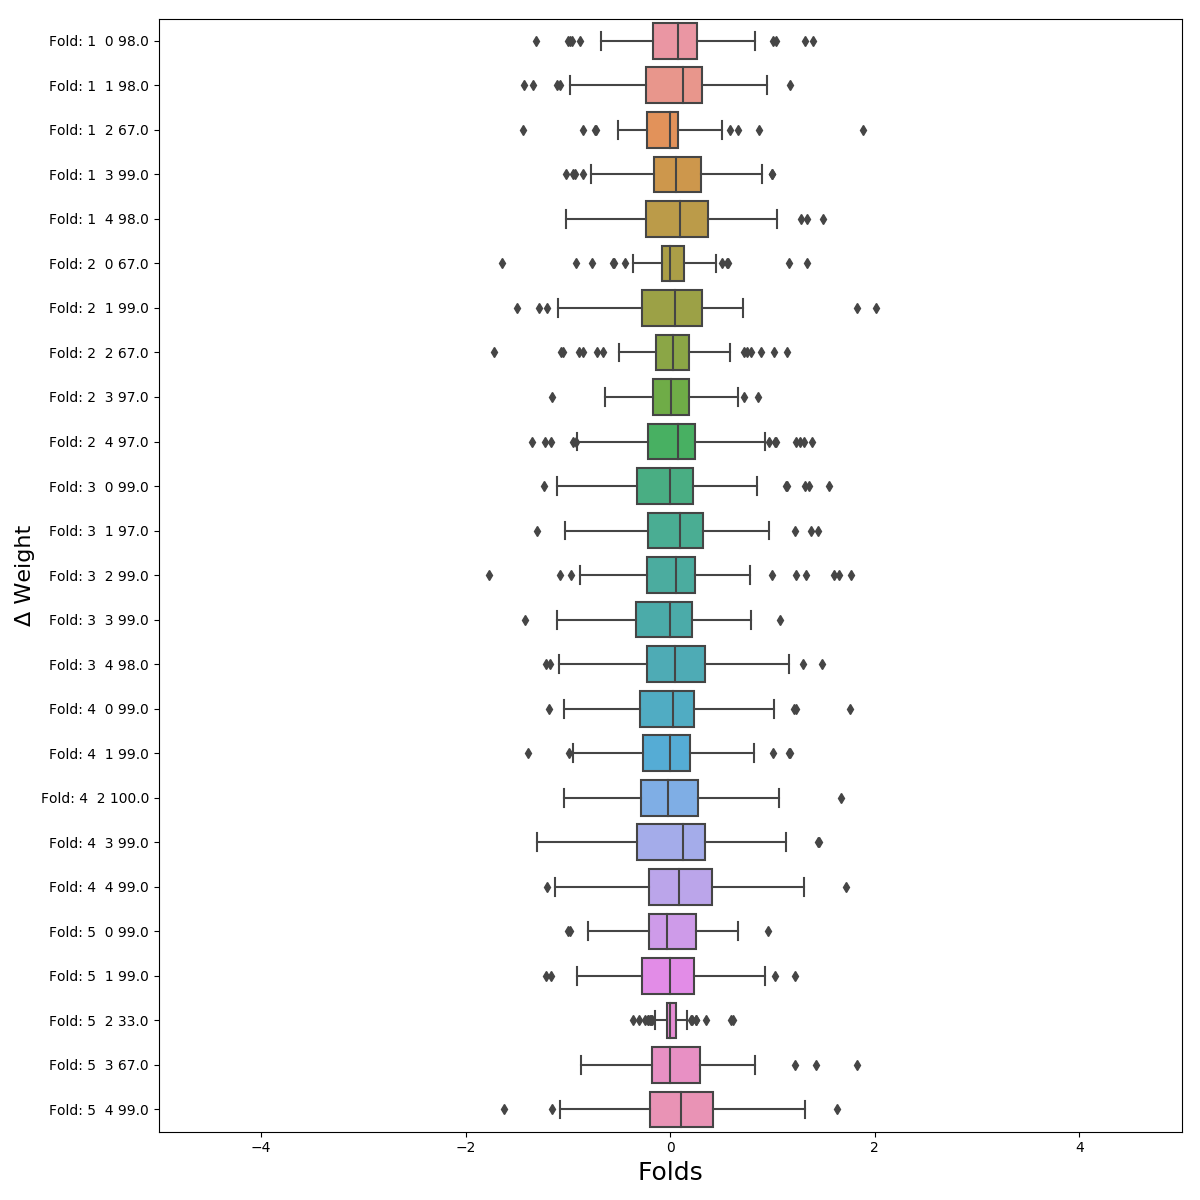 Fold: 1  0 98.0
Fold: 1  1 98.0
Fold: 1  2 67.0
Fold: 1  3 99.0
Fold: 1  4 98.0
Fold: 2  0 67.0
Fold: 2  1 99.0
Fold: 2  2 67.0
Fold: 2  3 97.0
Fold: 2  4 97.0
Fold: 3  0 99.0
Fold: 3  1 97.0
Fold: 3  2 99.0
Fold: 3  3 99.0
Fold: 3  4 98.0
Fold: 4  0 99.0
Fold: 4  1 99.0
Fold: 4  2 100.0
Fold: 4  3 99.0
Fold: 4  4 99.0
Fold: 5  0 99.0
Fold: 5  1 99.0
Fold: 5  2 33.0
Fold: 5  3 67.0
Fold: 5  4 99.0
Δ Weight
−4 −2 0 2 4
Folds